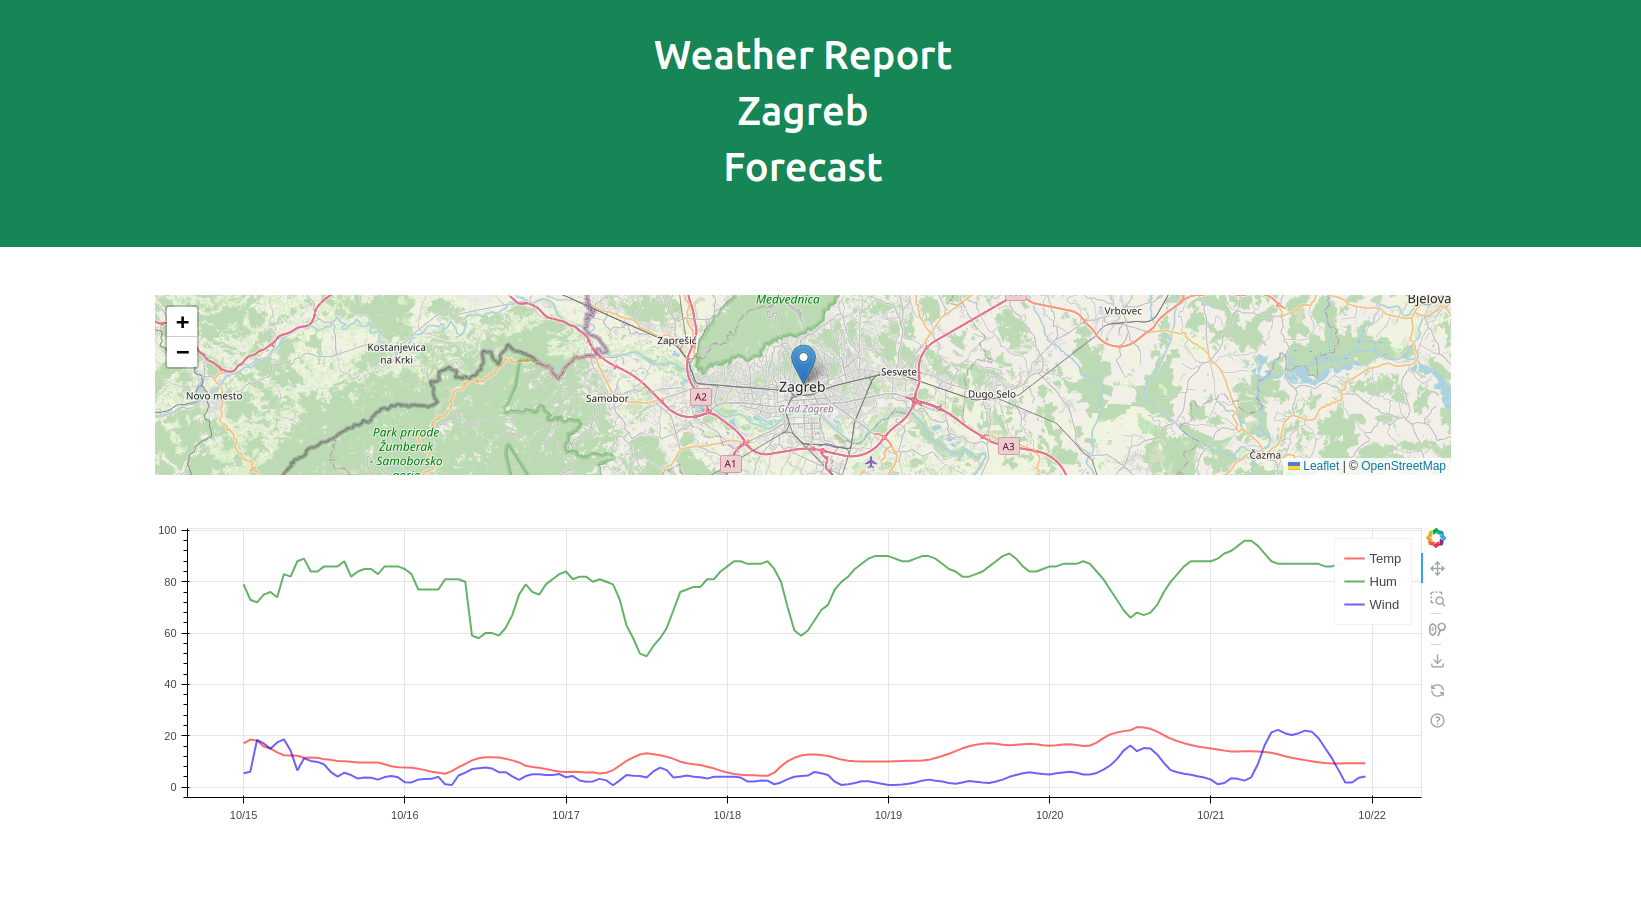 Weather Report
Zagreb
Forecast
+
−
Medvednica
Bjelova
Vrbovec
Zaprešić
Kostanjevica
na Krki
Sesvete
Zagreb
Novo mesto
Samobor
A2
Dugo Selo
Grad Zagreb
Park prirode
Žumberak
- Samoborsko
gorje
A3
A1
Čazma
Leaflet | © OpenStreetMap
100
80
60
40
20
0
Temp
Hum
Wind
10/15
10/16
10/17
10/18
10/19
10/20
10/21
10/22